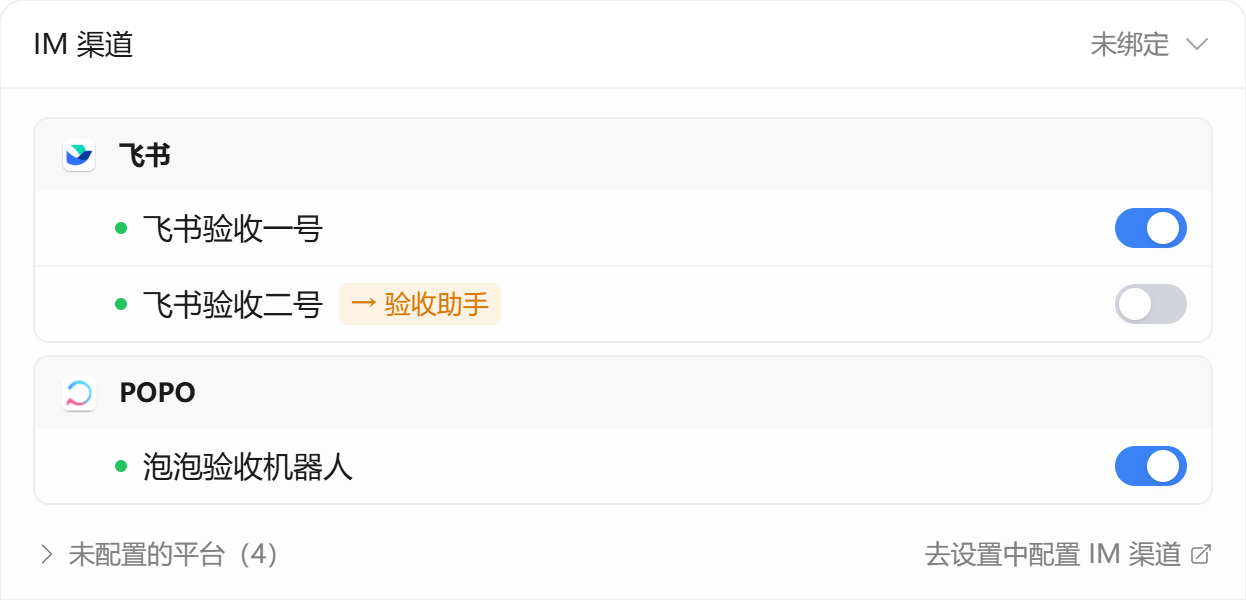 IM 渠道
未绑定
飞书
飞书验收一号
飞书验收二号 → 验收助手
POPO
泡泡验收机器人
未配置的平台（4）
去设置中配置 IM 渠道